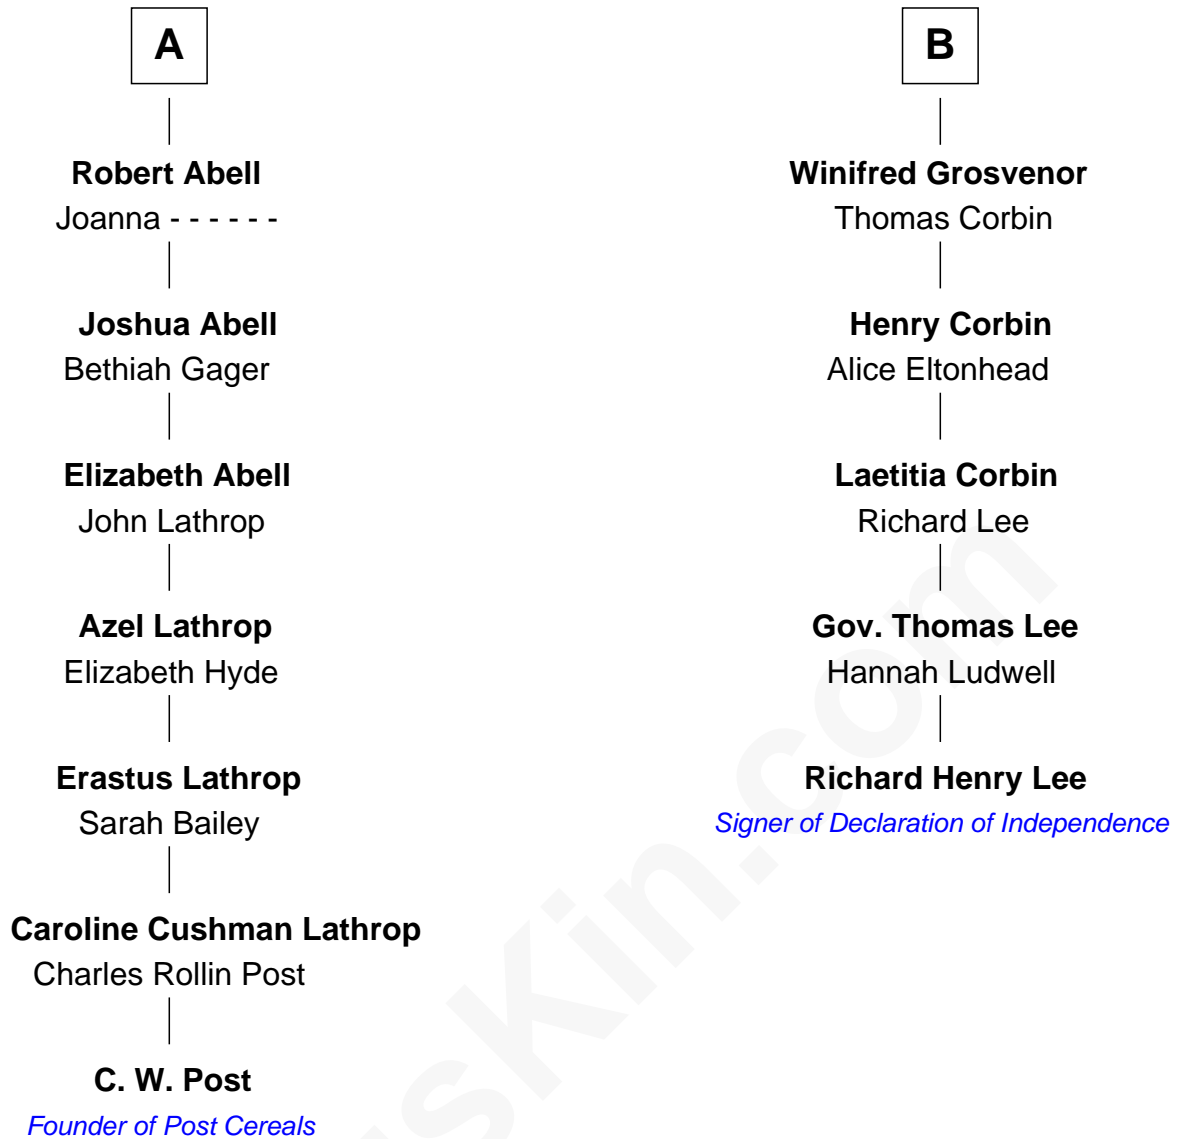 A
Robert Abell
Joanna - - - - - -
Joshua Abell
Bethiah Gager
Elizabeth Abell
John Lathrop
Azel Lathrop
Elizabeth Hyde
Erastus Lathrop
Sarah Bailey
Caroline Cushman Lathrop
Charles Rollin Post
C. W. Post
Founder of Post Cereals
B
Winifred Grosvenor
Thomas Corbin
Henry Corbin
Alice Eltonhead
Laetitia Corbin
Richard Lee
Gov. Thomas Lee
Hannah Ludwell
Richard Henry Lee
Signer of Declaration of Independence
usKin.com